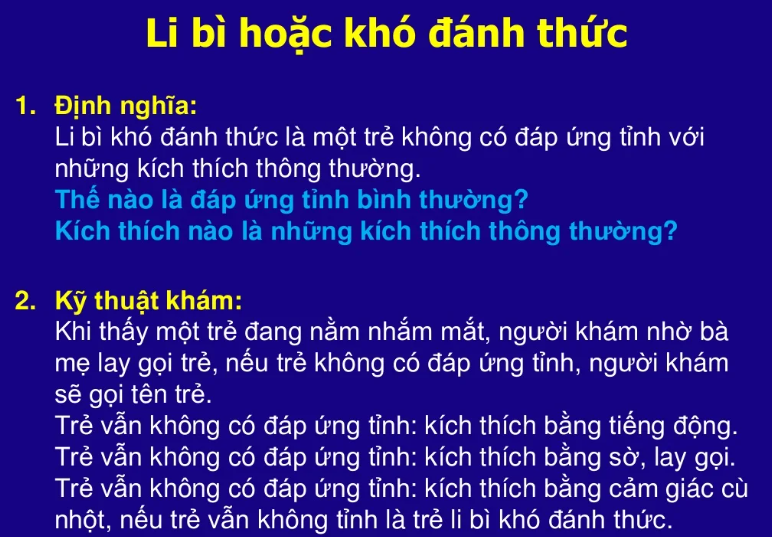 Li bì hoặc khó đánh thức
1. Định nghĩa:
Li bì khó đánh thức là một trẻ không có đáp ứng tỉnh với
những kích thích thông thường.
Thế nào là đáp ứng tỉnh bình thường?
Kích thích nào là những kích thích thông thường?
2. Kỹ thuật khám:
Khi thấy một trẻ đang nằm nhắm mắt, người khám nhờ bà
mẹ lay gọi trẻ, nếu trẻ không có đáp ứng tỉnh, người khám
sẽ gọi tên trẻ.
Trẻ vẫn không có đáp ứng tỉnh: kích thích bằng tiếng động.
Trẻ vẫn không có đáp ứng tỉnh: kích thích bằng sờ, lay gọi.
Trẻ vẫn không có đáp ứng tỉnh: kích thích bằng cảm giác cù
nhột, nếu trẻ vẫn không tỉnh là trẻ li bì khó đánh thức.